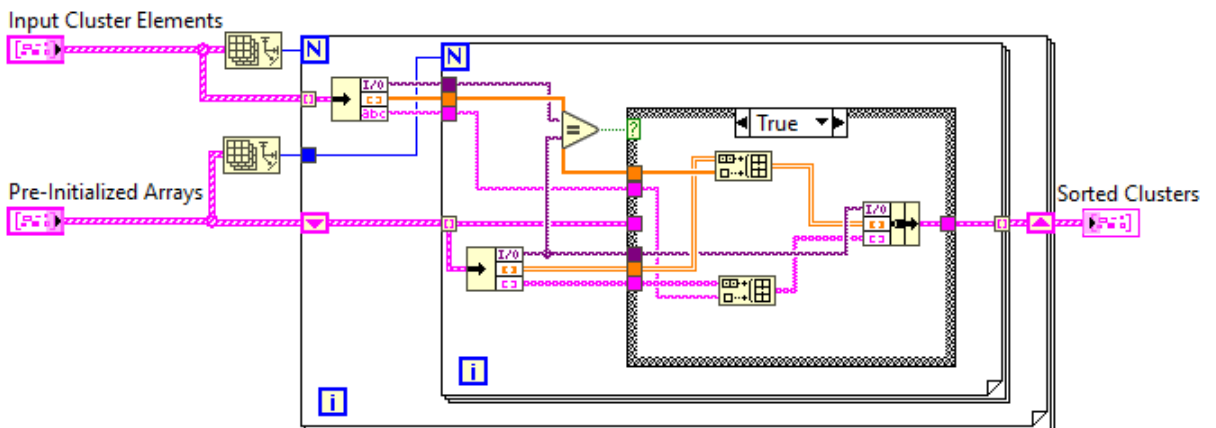 Input Cluster Elements
N
N
I/O
abc
=
?
True
Pre-Initialized Arrays
I/O
Sorted Clusters
I/O
i
i